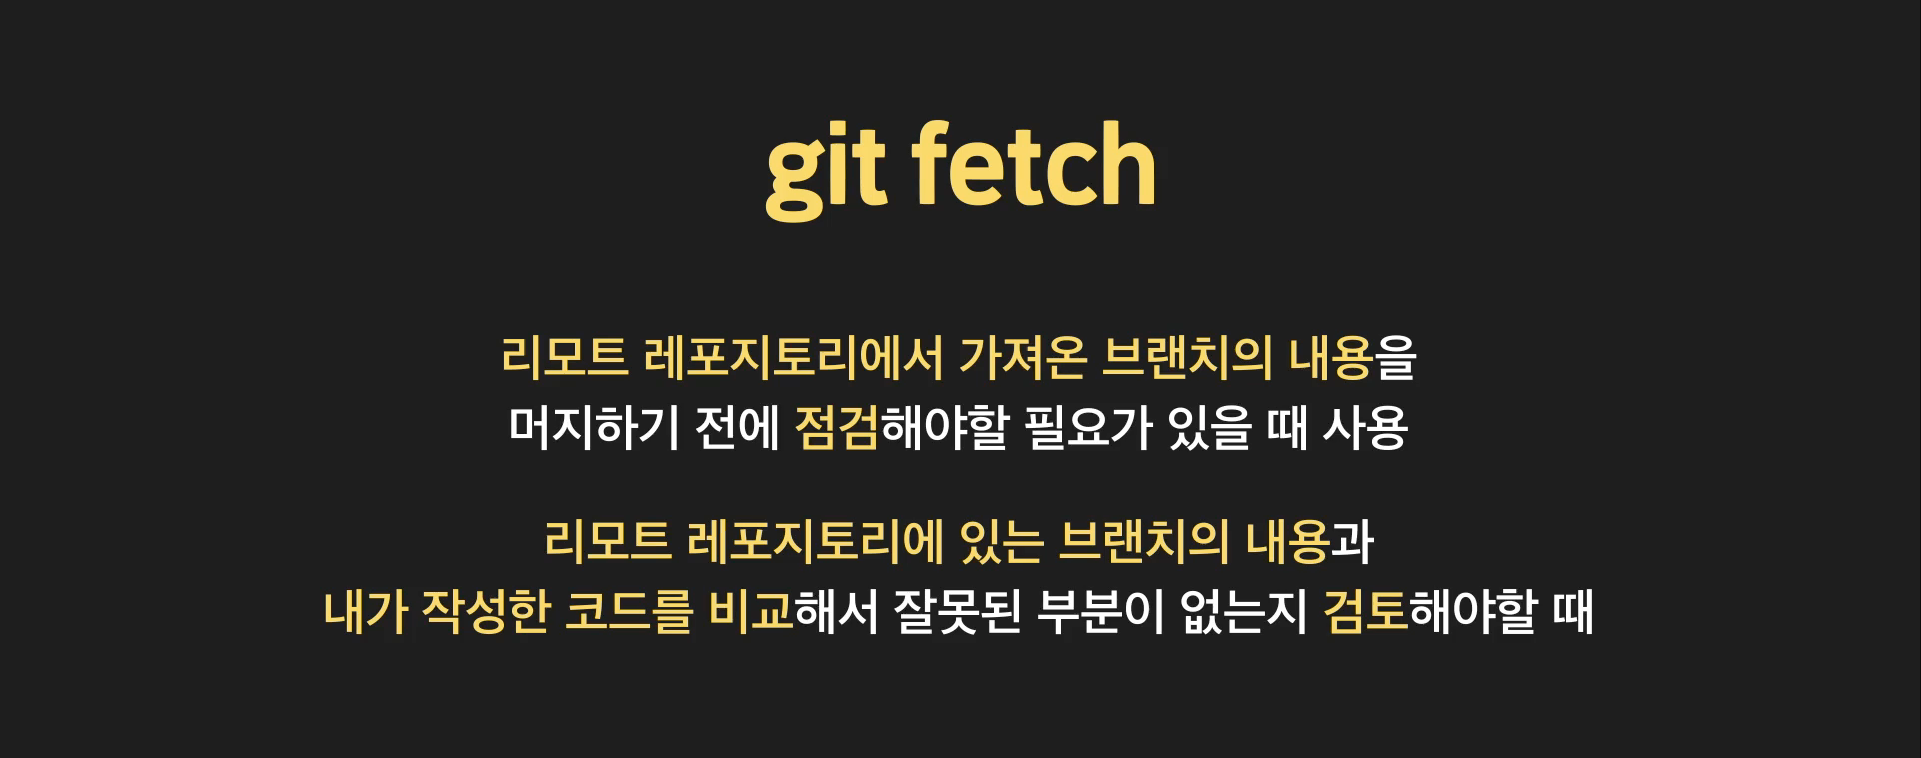 git fetch
리모트 레포지토리에서 가져온 브랜치의 내용을
머지하기 전에 점검해야할 필요가 있을 때 사용
리모트 레포지토리에 있는 브랜치의 내용과
내가 작성한 코드를 비교해서 잘못된 부분이 없는지 검토해야할 때